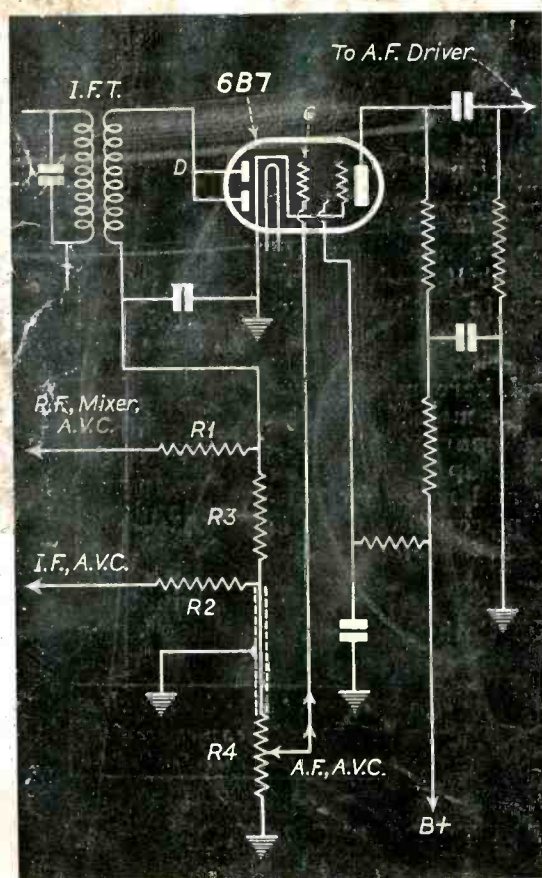 To A.F. Driver
I.F.T.
6B7
G
D
R.F., Mixer,
A.V.C.
R1
R3
I.F., A.V.C.
R2
R4
A.F., A.V.C.
B+